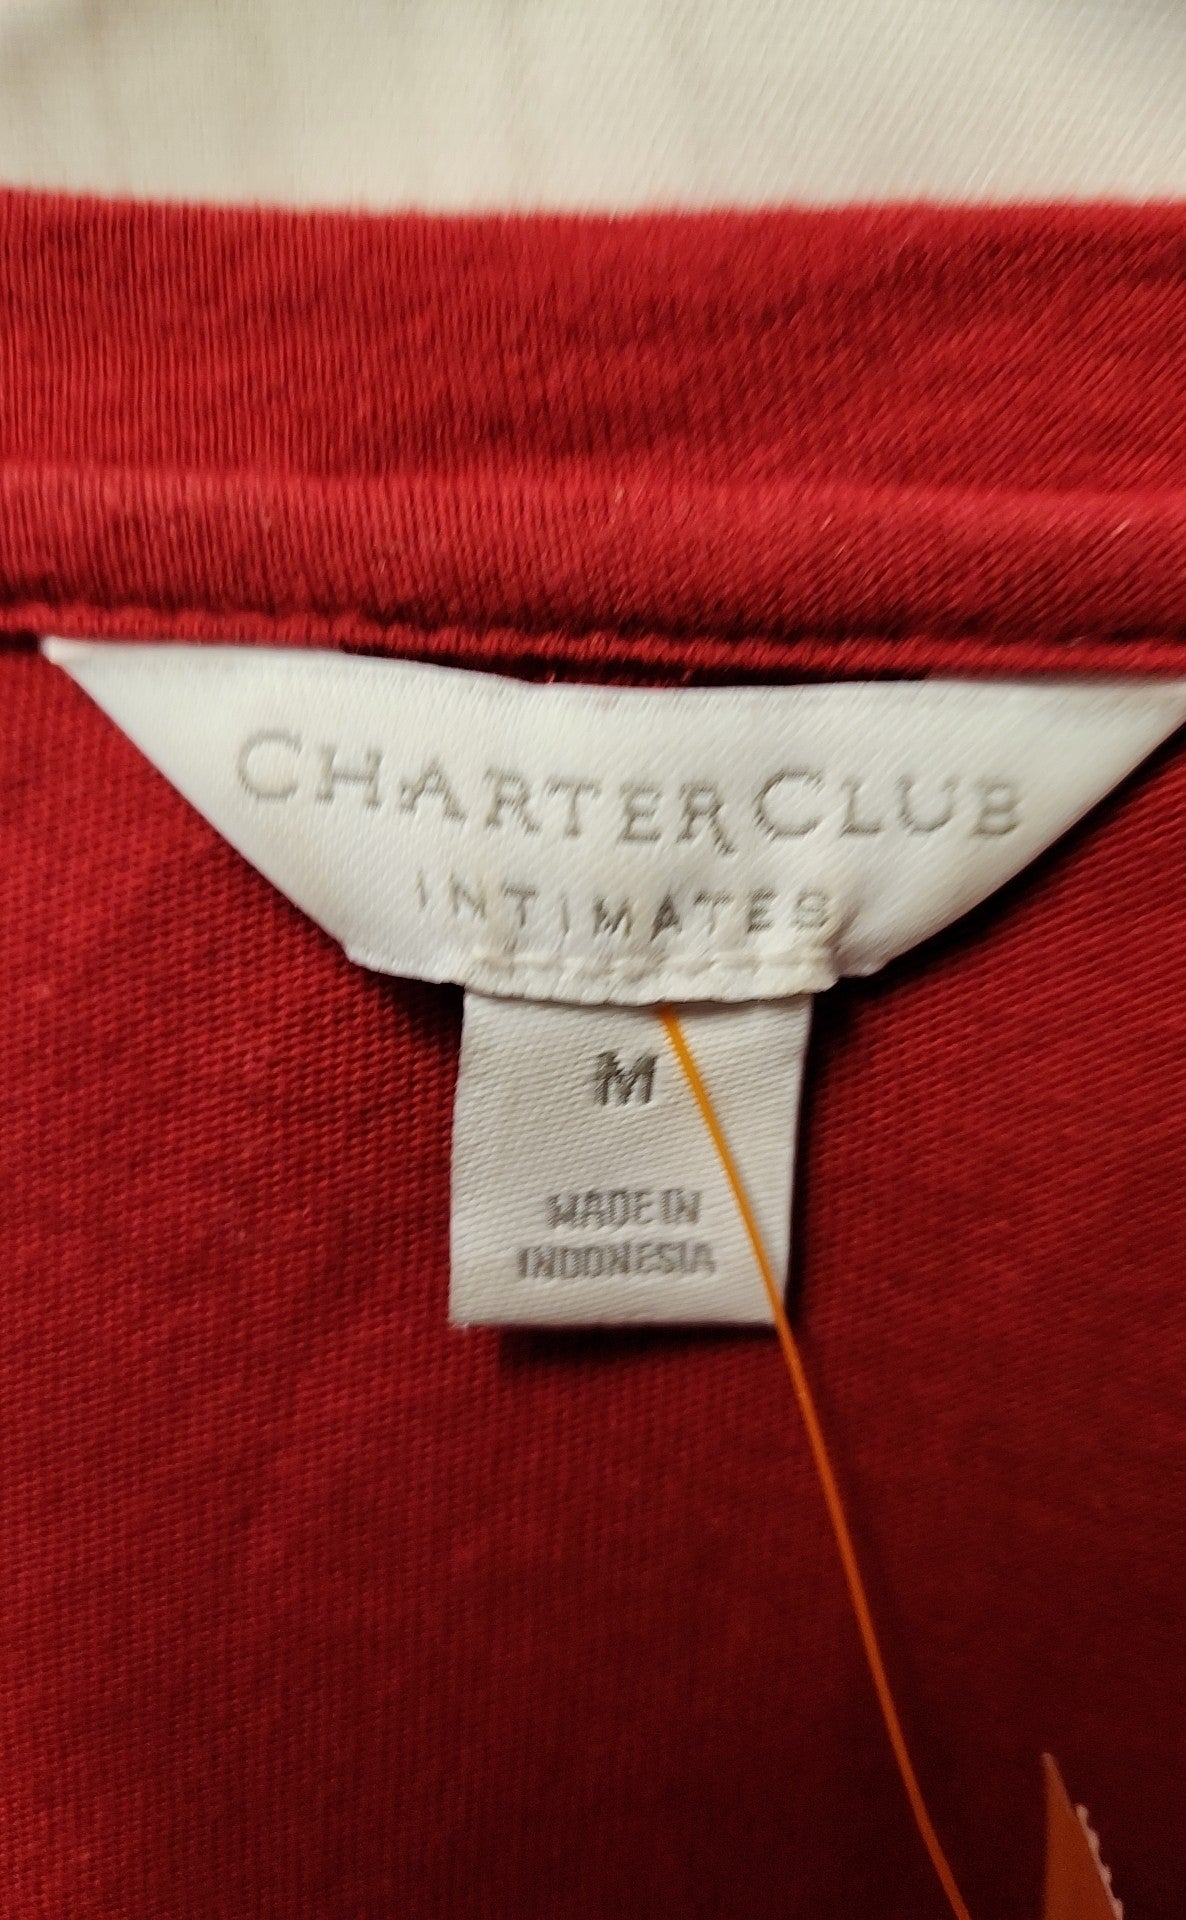 CHARTER CLUB
INTIMATES
M
MADE IN
INDONESIA